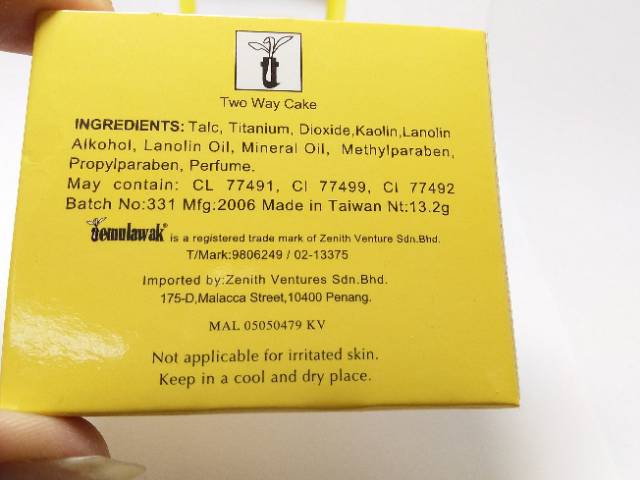 Two Way Cake
INGREDIENTS: Talc, Titanium, Dioxide,Kaolin,Lanolin
Alkohol, Lanolin Oil, Mineral Oil, Methylparaben,
Propylparaben, Perfume.
May contain: CL 77491, CI 77499, CI 77492
Batch No:331 Mfg:2006 Made in Taiwan Nt:13.2g
temulawak® is a registered trade mark of Zenith Venture Sdn.Bhd.
T/Mark:9806249 / 02-13375
Imported by:Zenith Ventures Sdn.Bhd.
175-D,Malacca Street,10400 Penang.
MAL 05050479 KV
Not applicable for irritated skin.
Keep in a cool and dry place.